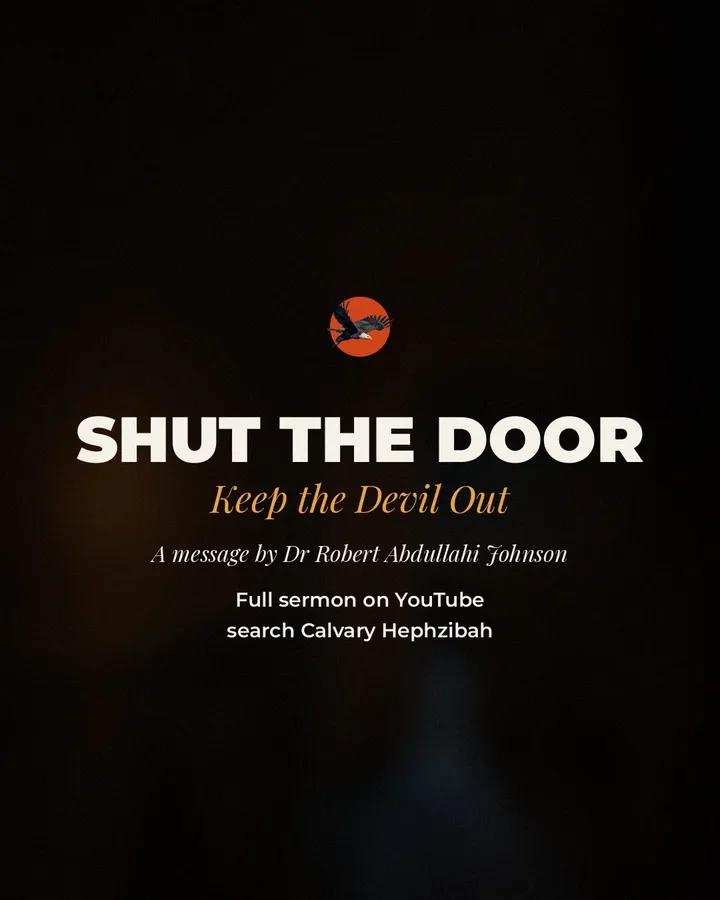 SHUT THE DOOR
Keep the Devil Out
A message by Dr Robert Abdullahi Johnson
Full sermon on YouTube
search Calvary Hephzibah